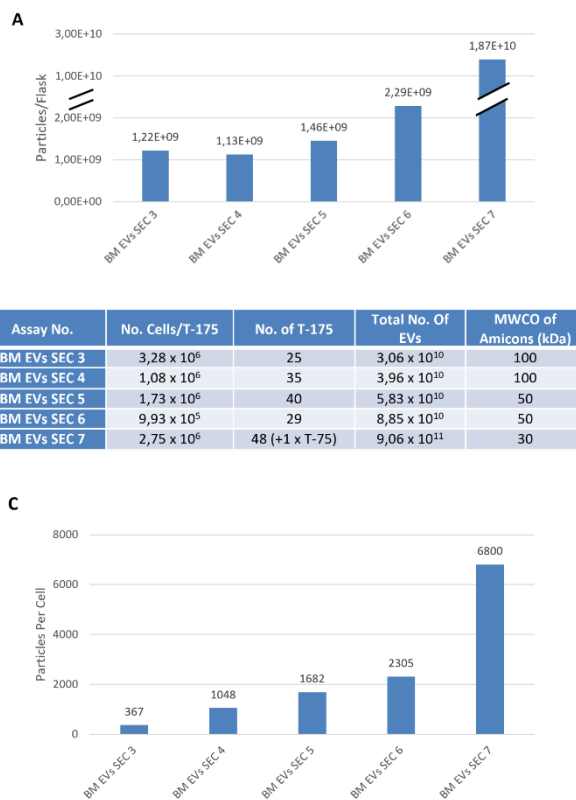 A
Particles/Flask
3,00E+10
1,00E+10
2,00E+09
1,00E+09
0,00E+00
1,22E+09
1,13E+09
1,46E+09
2,29E+09
1,87E+10
BM EVs SEC 3
BM EVs SEC 4
BM EVs SEC 5
BM EVs SEC 6
BM EVs SEC 7
Assay No. No. Cells/T-175 No. of T-175 Total No. Of EVs MWCO of Amicons (kDa)
BM EVs SEC 3 3,28 x 10⁶ 25 3,06 x 10¹⁰ 100
BM EVs SEC 4 1,08 x 10⁶ 35 3,96 x 10¹⁰ 100
BM EVs SEC 5 1,73 x 10⁶ 40 5,83 x 10¹⁰ 50
BM EVs SEC 6 9,93 x 10⁵ 29 8,85 x 10¹⁰ 50
BM EVs SEC 7 2,75 x 10⁶ 48 (+1 x T-75) 9,06 x 10¹¹ 30
C
Particles Per Cell
8000
6000
4000
2000
0
367
1048
1682
2305
6800
BM EVs SEC 3
BM EVs SEC 4
BM EVs SEC 5
BM EVs SEC 6
BM EVs SEC 7